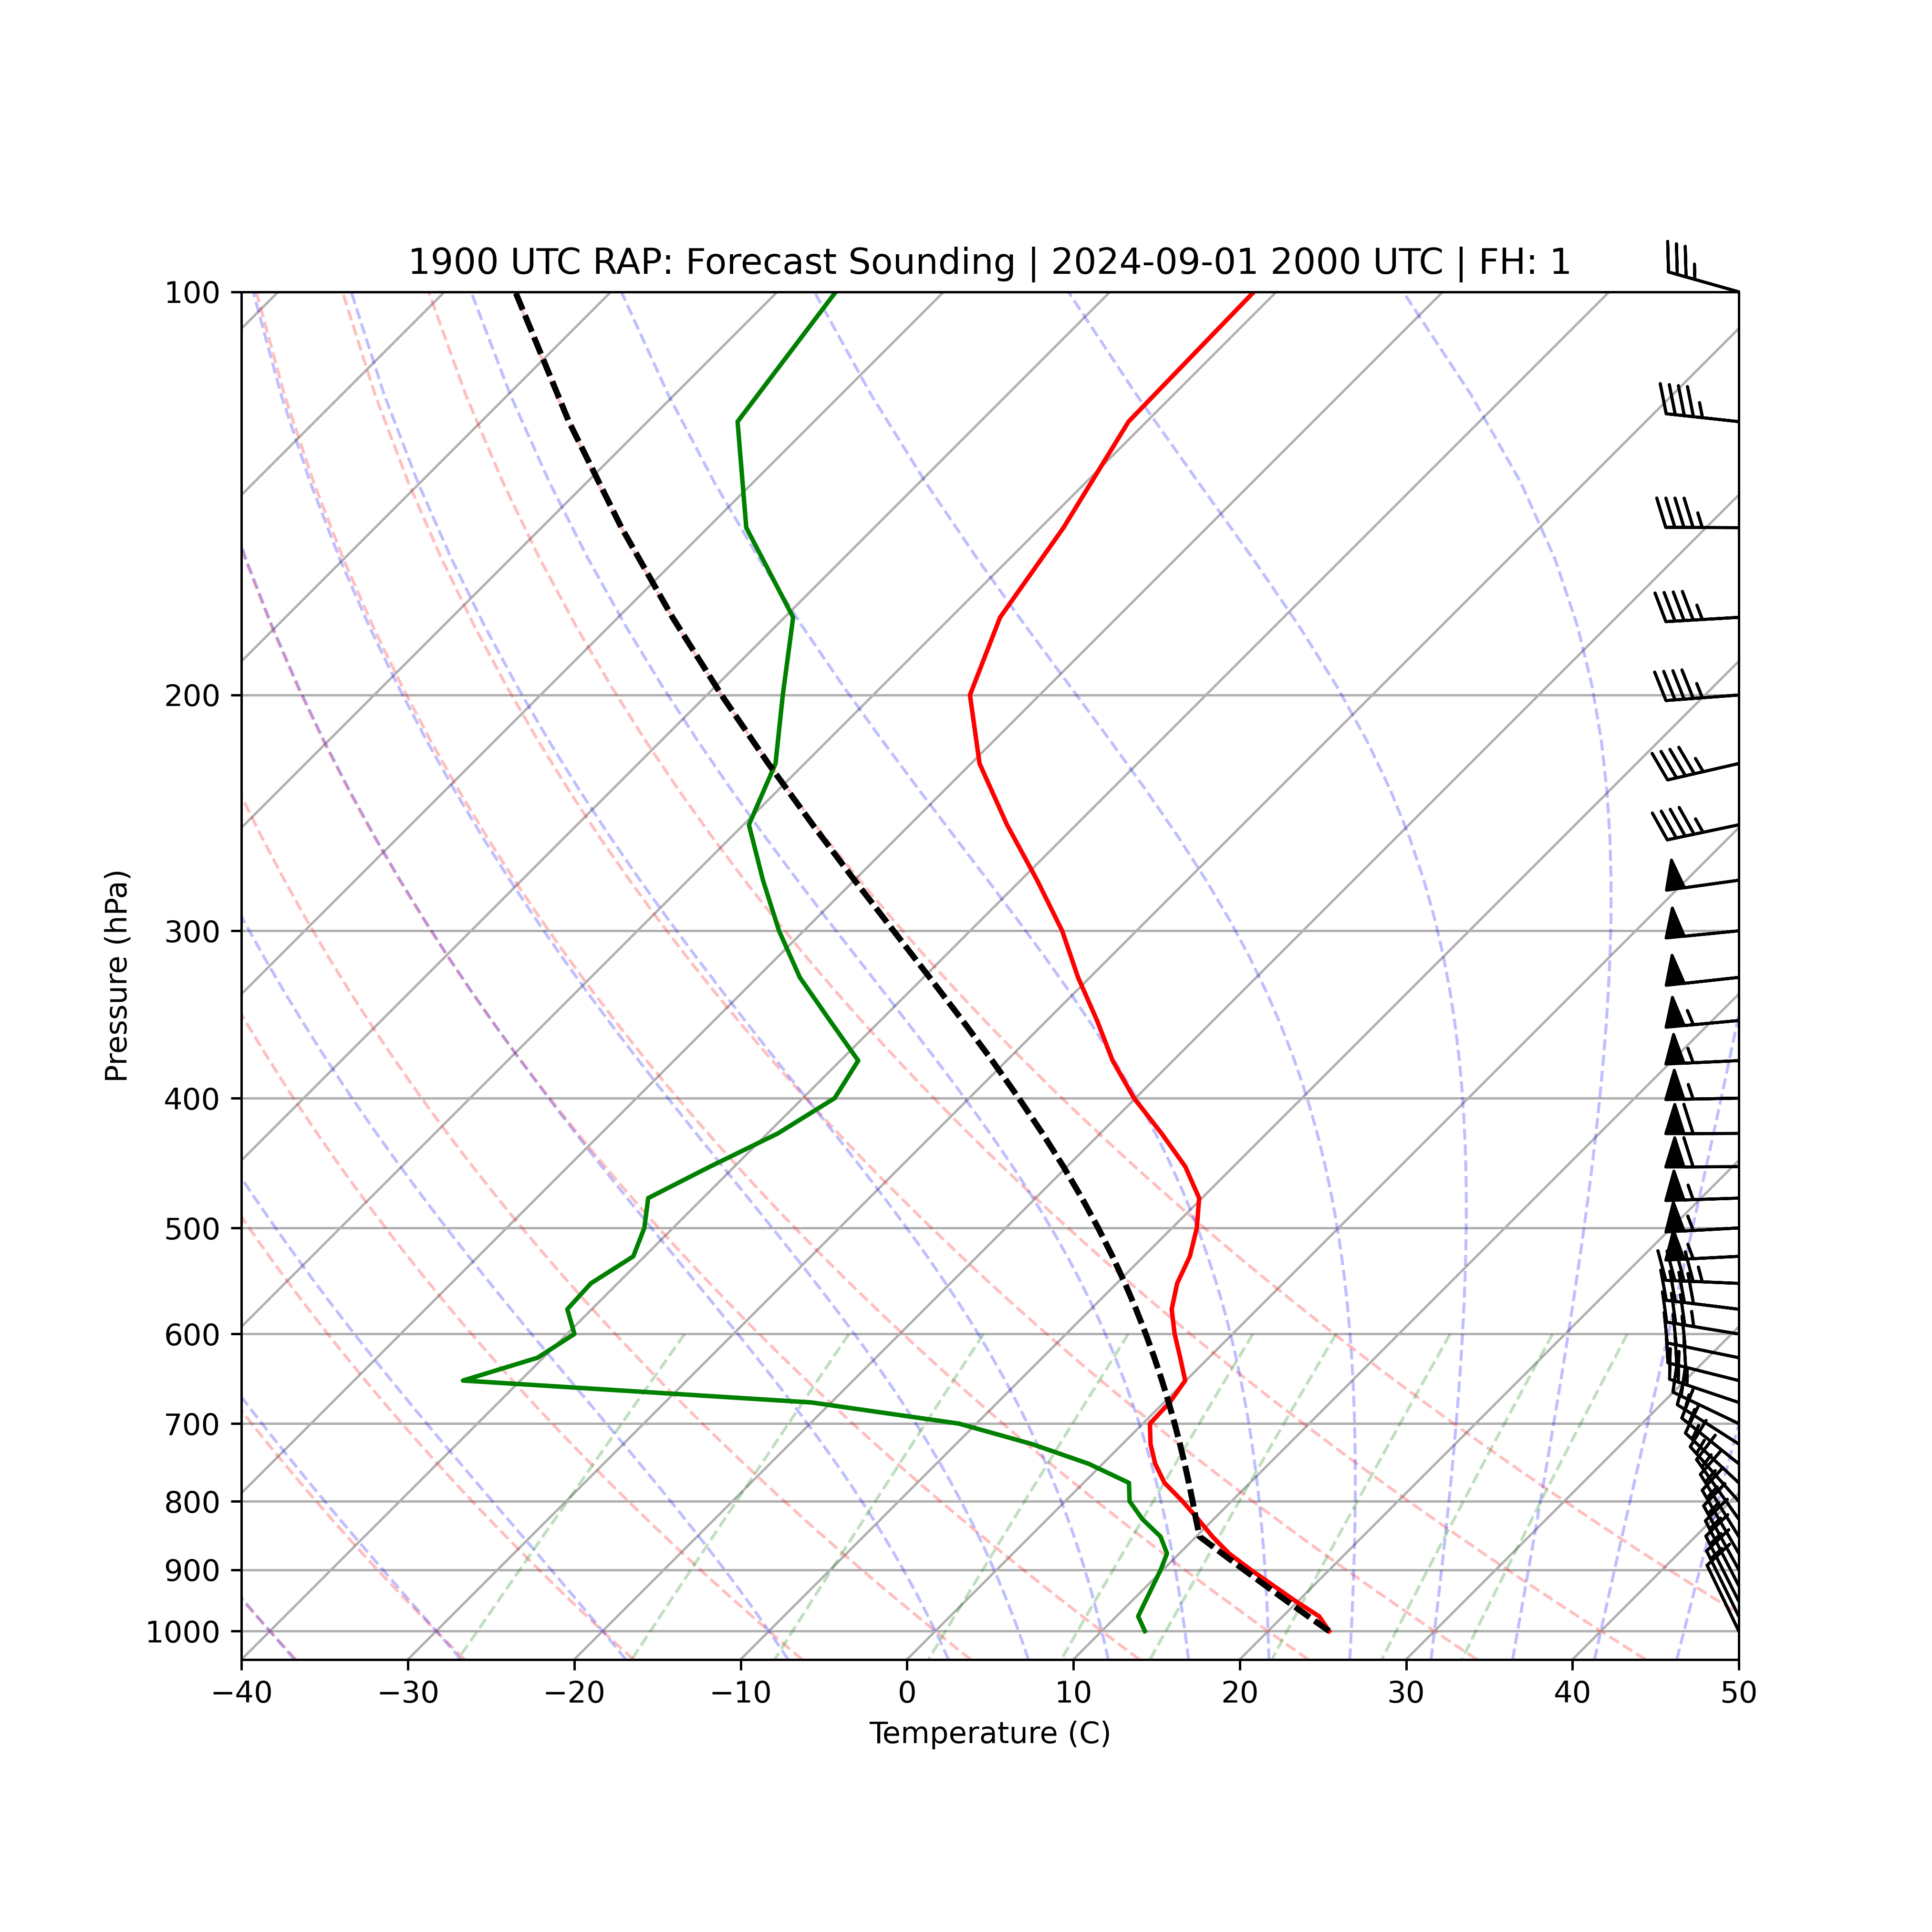 1900 UTC RAP: Forecast Sounding | 2024-09-01 2000 UTC | FH: 1
100
200
300
400
500
600
700
800
900
1000
Pressure (hPa)
−40 −30 −20 −10 0 10 20 30 40 50
Temperature (C)